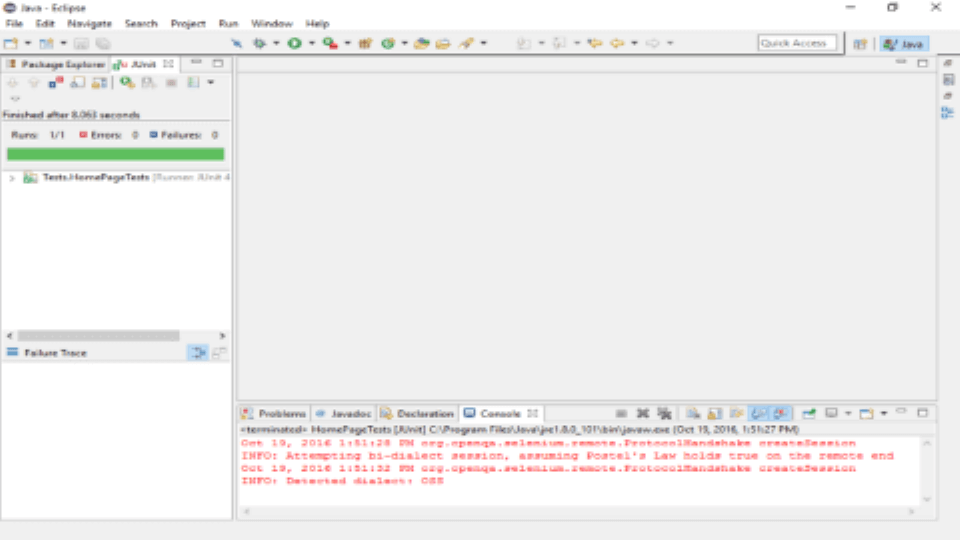 Java - Eclipse
File Edit Navigate Search Project Run Window Help
Quick Access
Java
Package Explorer JUnit
Finished after 8.063 seconds
Runs: 1/1 Errors: 0 Failures: 0
Tests.HomePageTests [Runner: JUnit 4
Failure Trace
Problems Javadoc Declaration Console
<terminated> HomePageTests [JUnit] C:\Program Files\Java\jre1.8.0_101\bin\javaw.exe (Oct 19, 2016, 1:51:27 PM)
Oct 19, 2016 1:51:28 PM org.openqa.selenium.remote.ProtocolHandshake createSession
INFO: Attempting bi-dialect session, assuming Postel's Law holds true on the remote end
Oct 19, 2016 1:51:32 PM org.openqa.selenium.remote.ProtocolHandshake createSession
INFO: Detected dialect: OSS